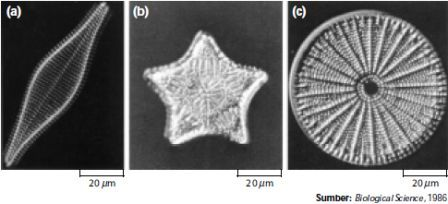 (a)
(b)
(c)
20 μm
20 μm
20 μm
Sumber: Biological Science, 1986